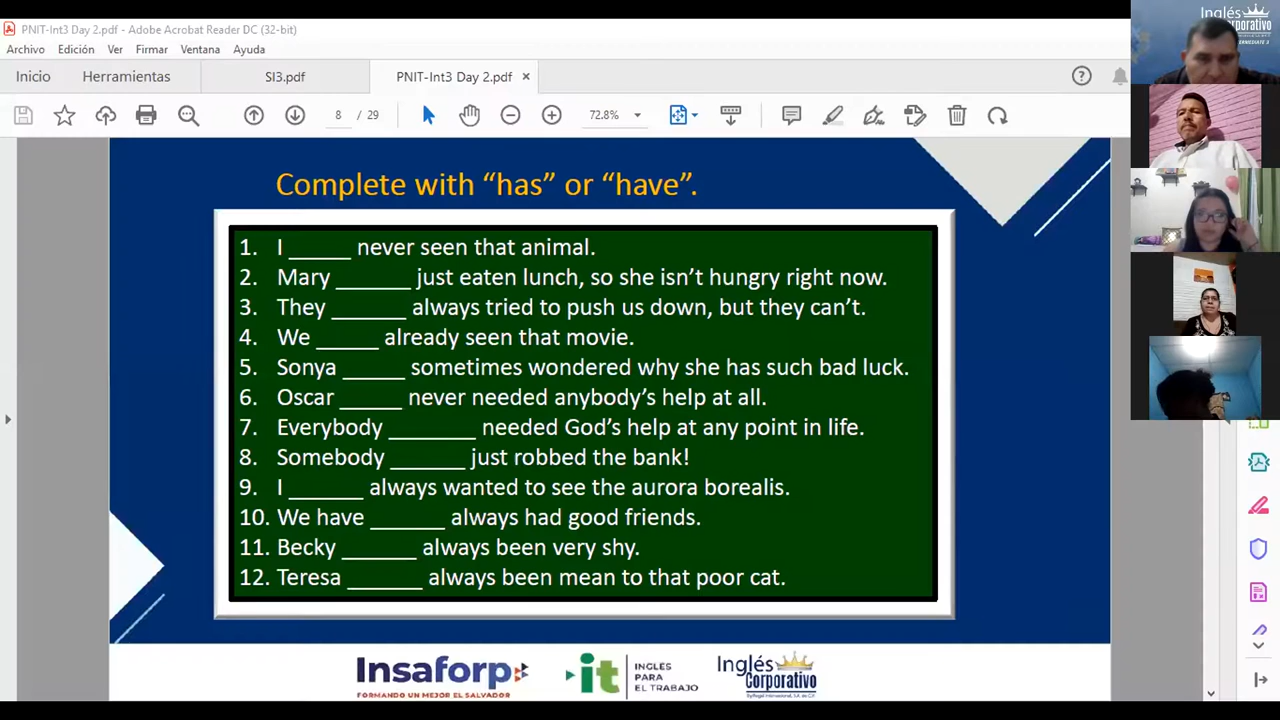 PNIT-Int3 Day 2.pdf - Adobe Acrobat Reader DC (32-bit)
Archivo Edición Ver Firmar Ventana Ayuda
Inicio Herramientas SI3.pdf PNIT-Int3 Day 2.pdf ×
8 / 29 72.8%
Complete with “has” or “have”.
1. I _____ never seen that animal.
2. Mary ______ just eaten lunch, so she isn’t hungry right now.
3. They ______ always tried to push us down, but they can’t.
4. We _____ already seen that movie.
5. Sonya _____ sometimes wondered why she has such bad luck.
6. Oscar _____ never needed anybody’s help at all.
7. Everybody _______ needed God’s help at any point in life.
8. Somebody ______ just robbed the bank!
9. I ______ always wanted to see the aurora borealis.
10. We have ______ always had good friends.
11. Becky ______ always been very shy.
12. Teresa ______ always been mean to that poor cat.
Insaforp
FORMANDO UN MEJOR EL SALVADOR
it
INGLES
PARA
EL TRABAJO
Inglés
Corporativo
Inglés
Corporativo